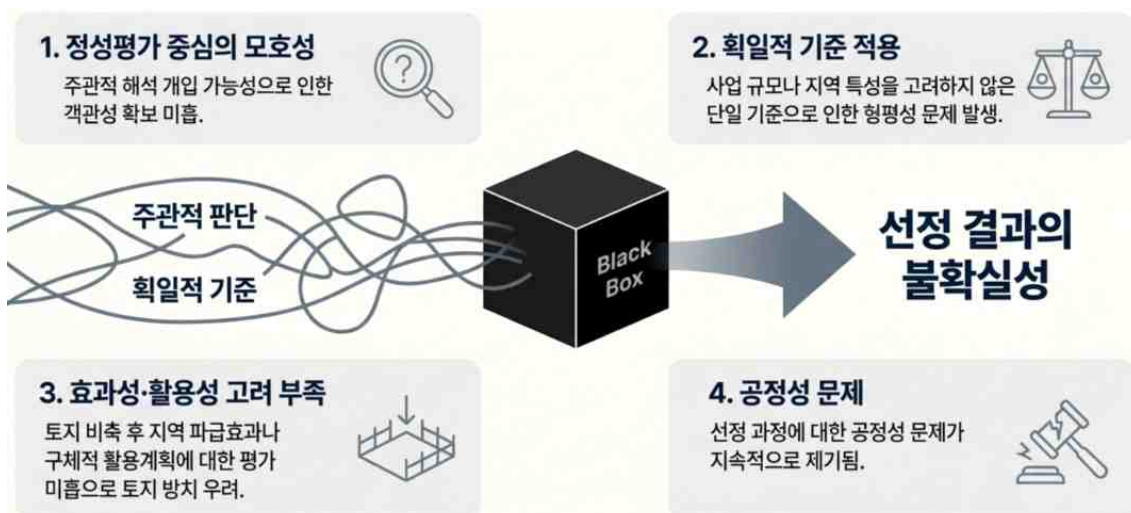 1. 정성평가 중심의 모호성
주관적 해석 개입 가능성으로 인한
객관성 확보 미흡.
?
2. 획일적 기준 적용
사업 규모나 지역 특성을 고려하지 않은
단일 기준으로 인한 형평성 문제 발생.
주관적 판단
획일적 기준
Black
Box
선정 결과의
불확실성
3. 효과성·활용성 고려 부족
토지 비축 후 지역 파급효과나
구체적 활용계획에 대한 평가
미흡으로 토지 방치 우려.
4. 공정성 문제
선정 과정에 대한 공정성 문제가
지속적으로 제기됨.